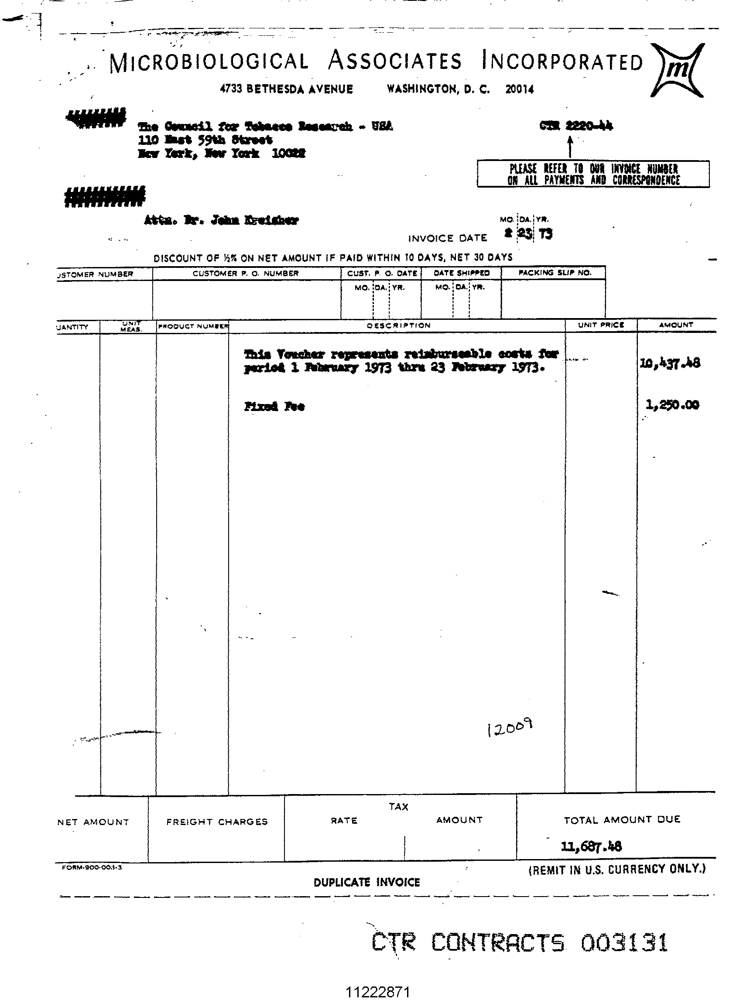 MICROBIOLOGICAL ASSOCIATES INCORPORATED m
4733 BETHESDA AVENUE WASHINGTON, D. C. 20014
The Council for Tobacco Research - USA CTR 2220-44
110 East 59th Street
New York, New York 10022
PLEASE REFER TO OUR INVOICE NUMBER
ON ALL PAYMENTS AND CORRESPONDENCE
Attn. Dr. John Kreisher
MO. DA. YR.
INVOICE DATE 2 23 73
DISCOUNT OF ½% ON NET AMOUNT IF PAID WITHIN 10 DAYS, NET 30 DAYS
USTOMER NUMBER CUSTOMER P. O. NUMBER CUST. P. O. DATE DATE SHIPPED PACKING SLIP NO.
MO. DA. YR. MO. DA. YR.
UANTITY UNIT MEAS. PRODUCT NUMBER DESCRIPTION UNIT PRICE AMOUNT
This Voucher represents reimburseable costs for
period 1 February 1973 thru 23 February 1973. 10,437.48
Fixed Fee 1,250.00
12009
TAX
NET AMOUNT FREIGHT CHARGES RATE AMOUNT TOTAL AMOUNT DUE
11,687.48
FORM-900-00.1-3 (REMIT IN U.S. CURRENCY ONLY.)
DUPLICATE INVOICE
CTR CONTRACTS 003131
11222871